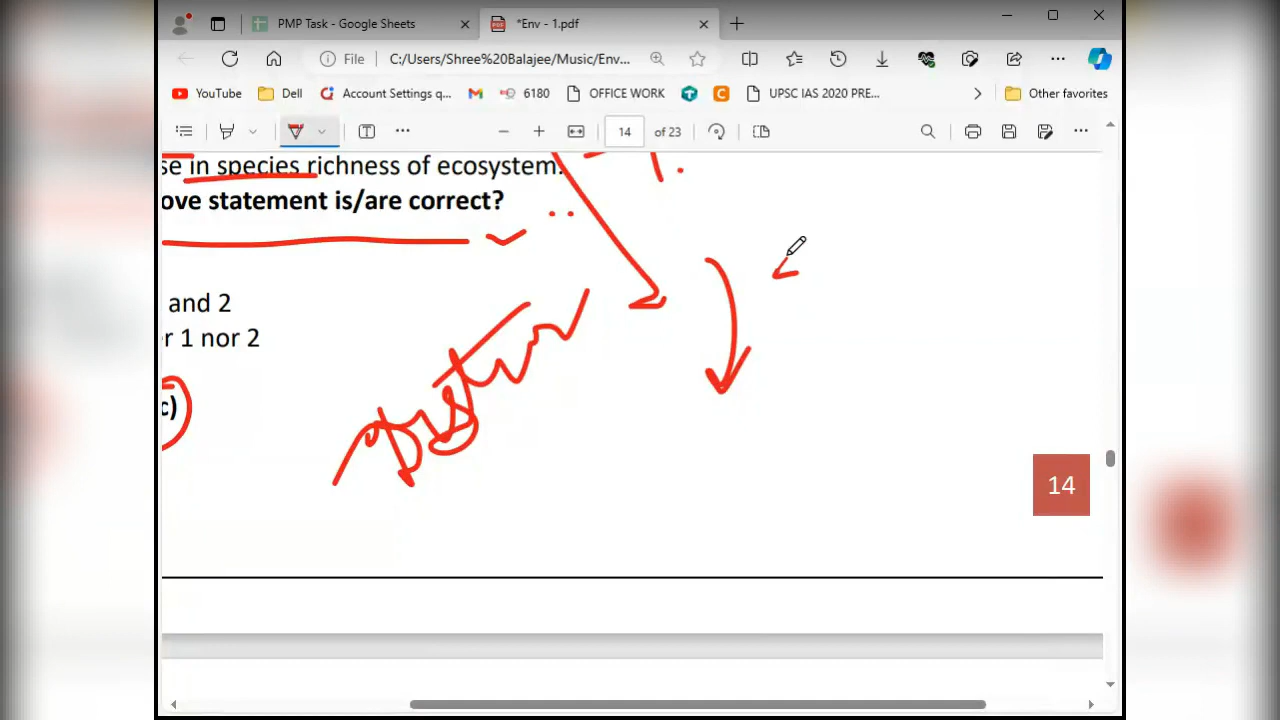 PMP Task - Google Sheets
*Env - 1.pdf
File
C:/Users/Shree%20Balajee/Music/Env...
YouTube
Dell
Account Settings q...
6180
OFFICE WORK
UPSC IAS 2020 PRE...
Other favorites
14
of 23
se in species richness of ecosystem.
ove statement is/are correct?
and 2
r 1 nor 2
c)
14